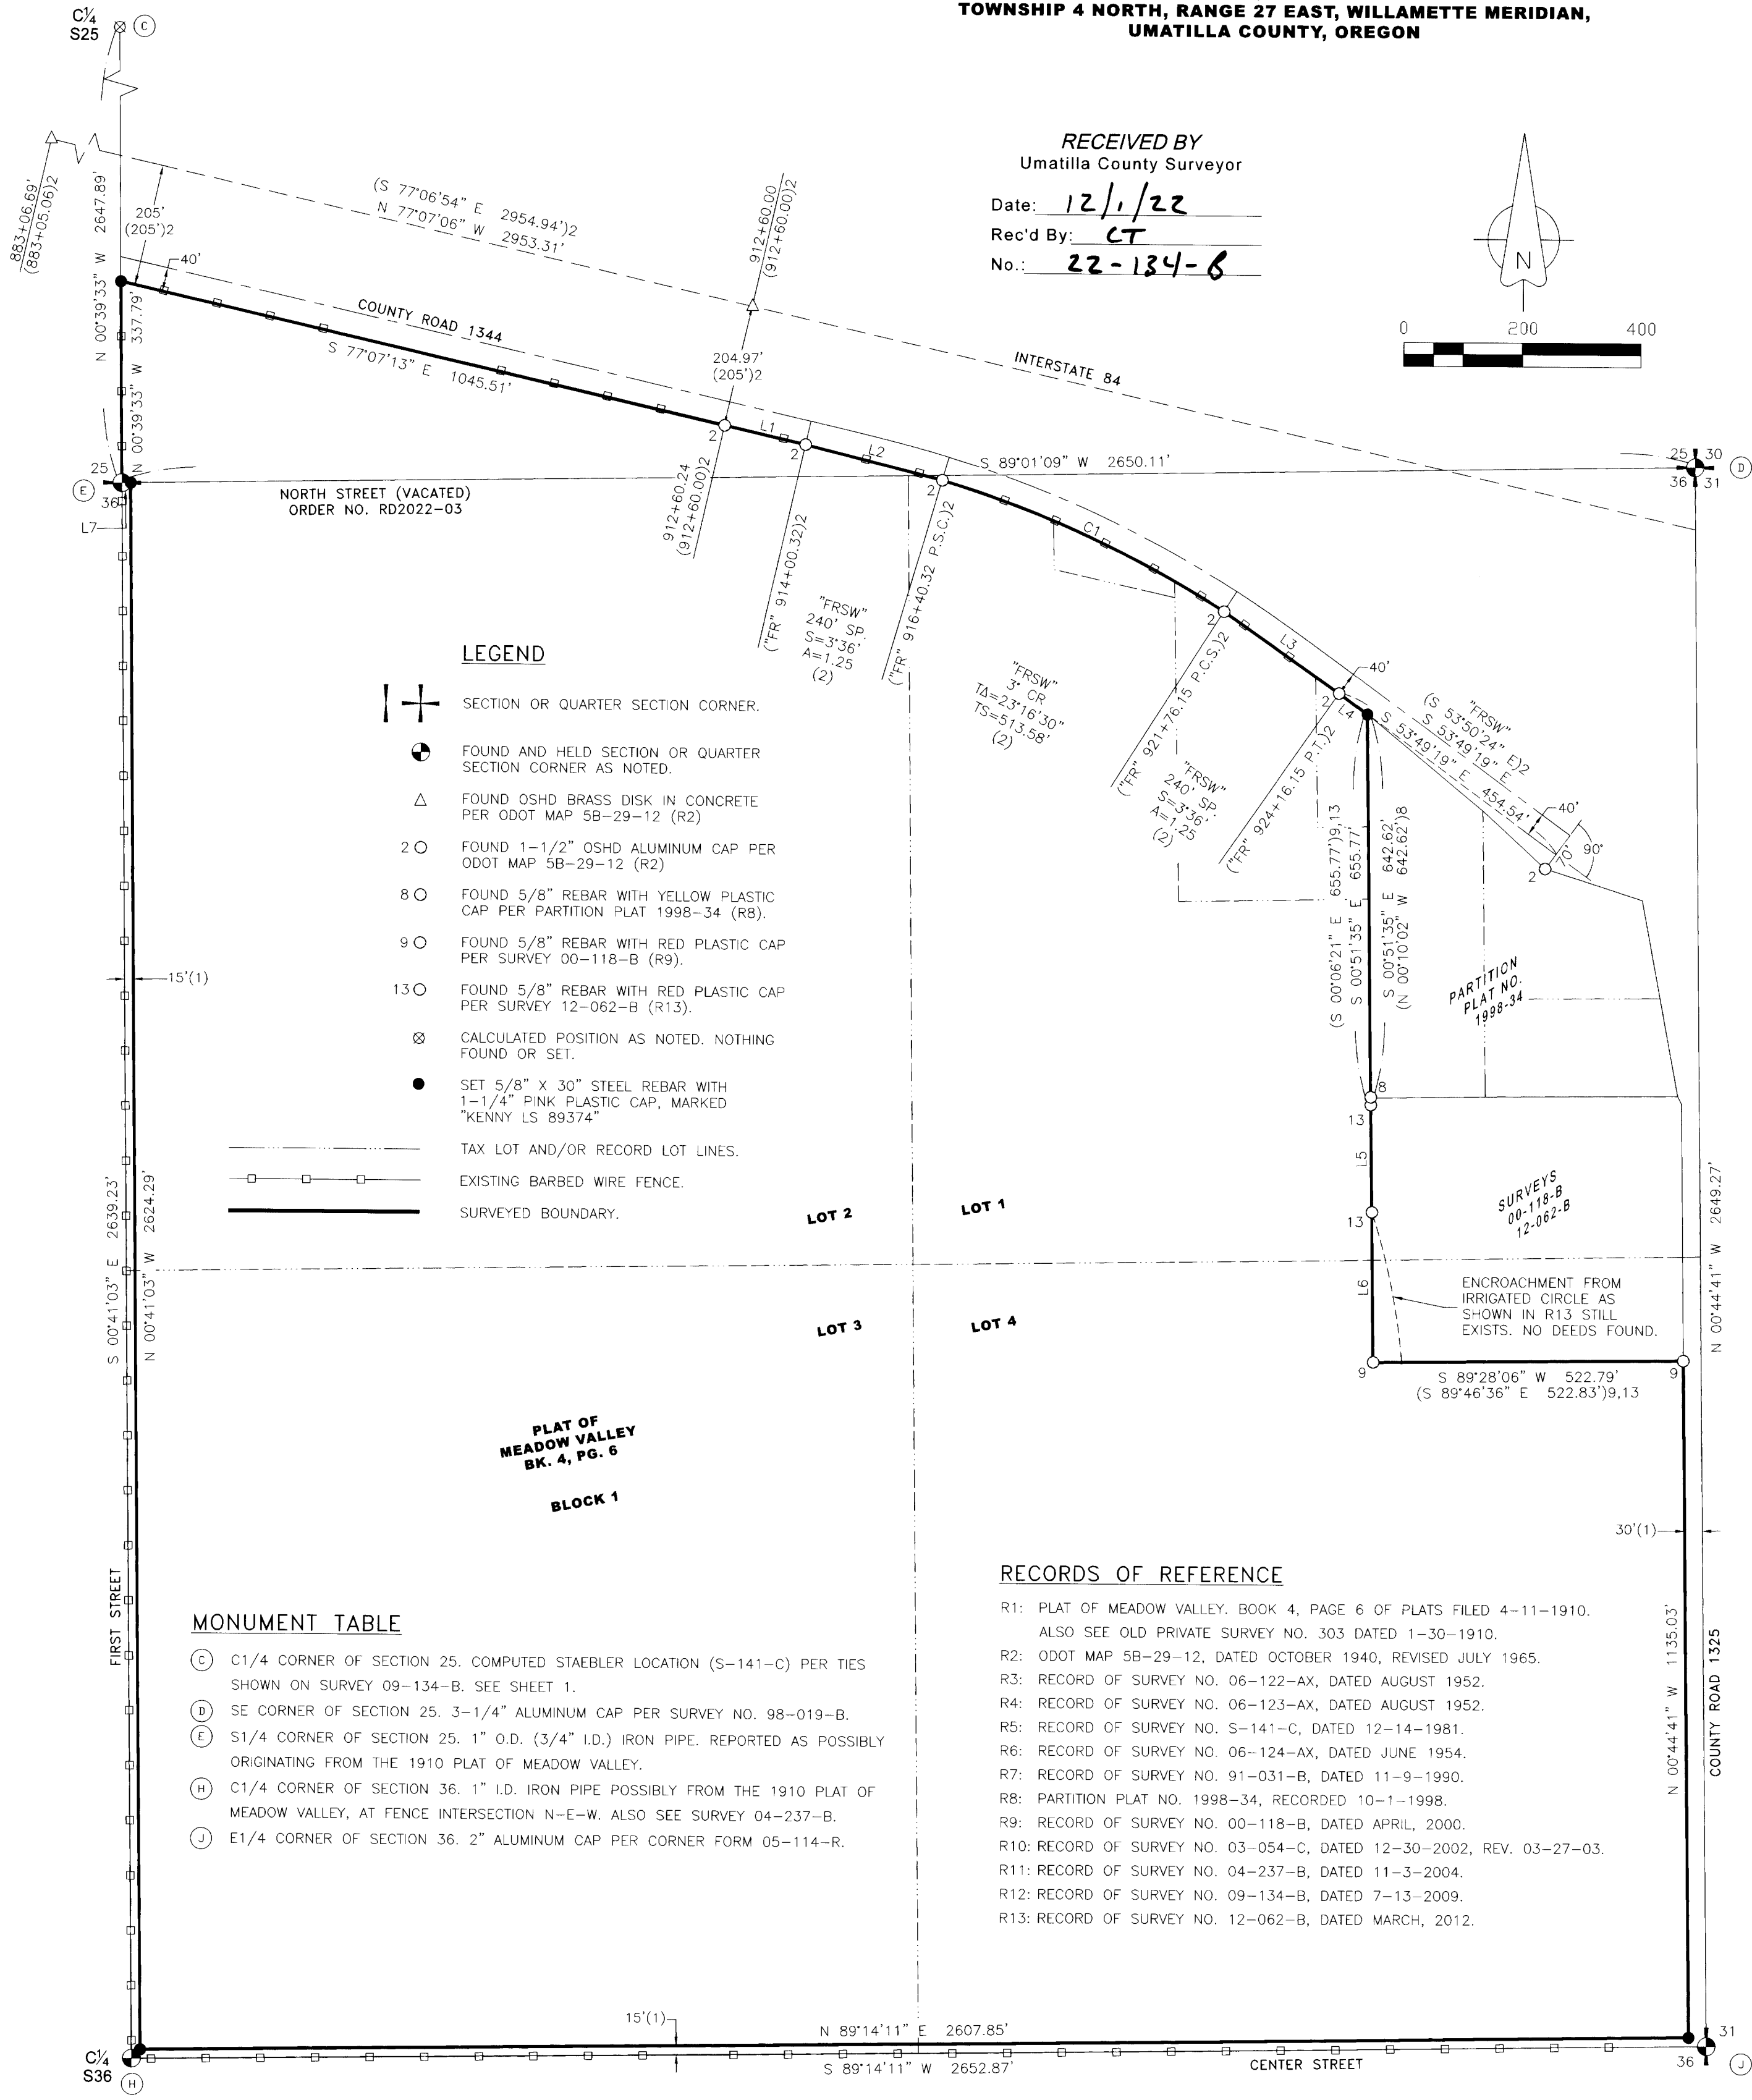 TOWNSHIP 4 NORTH, RANGE 27 EAST, WILLAMETTE MERIDIAN,
UMATILLA COUNTY, OREGON
C¼
S25
C
RECEIVED BY
Umatilla County Surveyor
Date: 12/1/22
Rec'd By: CT
No.: 22-134-B
N
0 200 400
883+06.69'
(883+05.06)2
205'
(205')2
40'
N 00°39'33" W 2647.89'
N 00°39'33" W 337.79'
(S 77°06'54" E 2954.94')2
N 77°07'06" W 2953.31'
912+60.00
(912+60.00)2
COUNTY ROAD 1344
S 77°07'13" E 1045.51'
204.97'
(205')2
INTERSTATE 84
2
L1
2
L2
2
S 89°01'09" W 2650.11'
25 30
36 31
D
25
E
36
L7
NORTH STREET (VACATED)
ORDER NO. RD2022-03
912+60.24
(912+60.00)2
("FR" 914+00.32)2
"FRSW"
240' SP.
S=3°36'
A=1.25
(2)
("FR" 916+40.32 P.S.C.)2
C1
"FRSW"
3° CR
TΔ=23°16'30"
TS=513.58'
(2)
2
L3
("FR" 921+76.15 P.C.S.)2
"FRSW"
240' SP.
S=3°36'
A=1.25
(2)
2
("FR" 924+16.15 P.T.)2
L4
40'
"FRSW"
(S 53°50'24" E)2
S 53°49'19" E
S 53°49'19" E 454.54'
40'
70'
90°
2
(S 00°06'21" E 655.77')9,13
S 00°51'35" E 655.77'
S 00°51'35" E 642.62'
(N 00°10'02" W 642.62')8
PARTITION
PLAT NO.
1998-34
8
13
L5
13
L6
SURVEYS
00-118-B
12-062-B
ENCROACHMENT FROM
IRRIGATED CIRCLE AS
SHOWN IN R13 STILL
EXISTS. NO DEEDS FOUND.
9
9
S 89°28'06" W 522.79'
(S 89°46'36" E 522.83')9,13
N 00°44'41" W 2649.27'
LEGEND
SECTION OR QUARTER SECTION CORNER.
FOUND AND HELD SECTION OR QUARTER
SECTION CORNER AS NOTED.
FOUND OSHD BRASS DISK IN CONCRETE
PER ODOT MAP 5B-29-12 (R2)
2 FOUND 1-1/2" OSHD ALUMINUM CAP PER
ODOT MAP 5B-29-12 (R2)
8 FOUND 5/8" REBAR WITH YELLOW PLASTIC
CAP PER PARTITION PLAT 1998-34 (R8).
9 FOUND 5/8" REBAR WITH RED PLASTIC CAP
PER SURVEY 00-118-B (R9).
13 FOUND 5/8" REBAR WITH RED PLASTIC CAP
PER SURVEY 12-062-B (R13).
CALCULATED POSITION AS NOTED. NOTHING
FOUND OR SET.
SET 5/8" X 30" STEEL REBAR WITH
1-1/4" PINK PLASTIC CAP, MARKED
"KENNY LS 89374"
TAX LOT AND/OR RECORD LOT LINES.
EXISTING BARBED WIRE FENCE.
SURVEYED BOUNDARY.
15'(1)
S 00°41'03" E 2639.23'
N 00°41'03" W 2624.29'
LOT 2
LOT 1
LOT 3
LOT 4
PLAT OF
MEADOW VALLEY
BK. 4, PG. 6
BLOCK 1
30'(1)
FIRST STREET
MONUMENT TABLE
C C1/4 CORNER OF SECTION 25. COMPUTED STAEBLER LOCATION (S-141-C) PER TIES
SHOWN ON SURVEY 09-134-B. SEE SHEET 1.
D SE CORNER OF SECTION 25. 3-1/4" ALUMINUM CAP PER SURVEY NO. 98-019-B.
E S1/4 CORNER OF SECTION 25. 1" O.D. (3/4" I.D.) IRON PIPE. REPORTED AS POSSIBLY
ORIGINATING FROM THE 1910 PLAT OF MEADOW VALLEY.
H C1/4 CORNER OF SECTION 36. 1" I.D. IRON PIPE POSSIBLY FROM THE 1910 PLAT OF
MEADOW VALLEY, AT FENCE INTERSECTION N-E-W. ALSO SEE SURVEY 04-237-B.
J E1/4 CORNER OF SECTION 36. 2" ALUMINUM CAP PER CORNER FORM 05-114-R.
RECORDS OF REFERENCE
R1: PLAT OF MEADOW VALLEY. BOOK 4, PAGE 6 OF PLATS FILED 4-11-1910.
ALSO SEE OLD PRIVATE SURVEY NO. 303 DATED 1-30-1910.
R2: ODOT MAP 5B-29-12, DATED OCTOBER 1940, REVISED JULY 1965.
R3: RECORD OF SURVEY NO. 06-122-AX, DATED AUGUST 1952.
R4: RECORD OF SURVEY NO. 06-123-AX, DATED AUGUST 1952.
R5: RECORD OF SURVEY NO. S-141-C, DATED 12-14-1981.
R6: RECORD OF SURVEY NO. 06-124-AX, DATED JUNE 1954.
R7: RECORD OF SURVEY NO. 91-031-B, DATED 11-9-1990.
R8: PARTITION PLAT NO. 1998-34, RECORDED 10-1-1998.
R9: RECORD OF SURVEY NO. 00-118-B, DATED APRIL, 2000.
R10: RECORD OF SURVEY NO. 03-054-C, DATED 12-30-2002, REV. 03-27-03.
R11: RECORD OF SURVEY NO. 04-237-B, DATED 11-3-2004.
R12: RECORD OF SURVEY NO. 09-134-B, DATED 7-13-2009.
R13: RECORD OF SURVEY NO. 12-062-B, DATED MARCH, 2012.
N 00°44'41" W 1135.03'
COUNTY ROAD 1325
15'(1)
N 89°14'11" E 2607.85'
S 89°14'11" W 2652.87'
CENTER STREET
C¼
S36
H
31
36
J